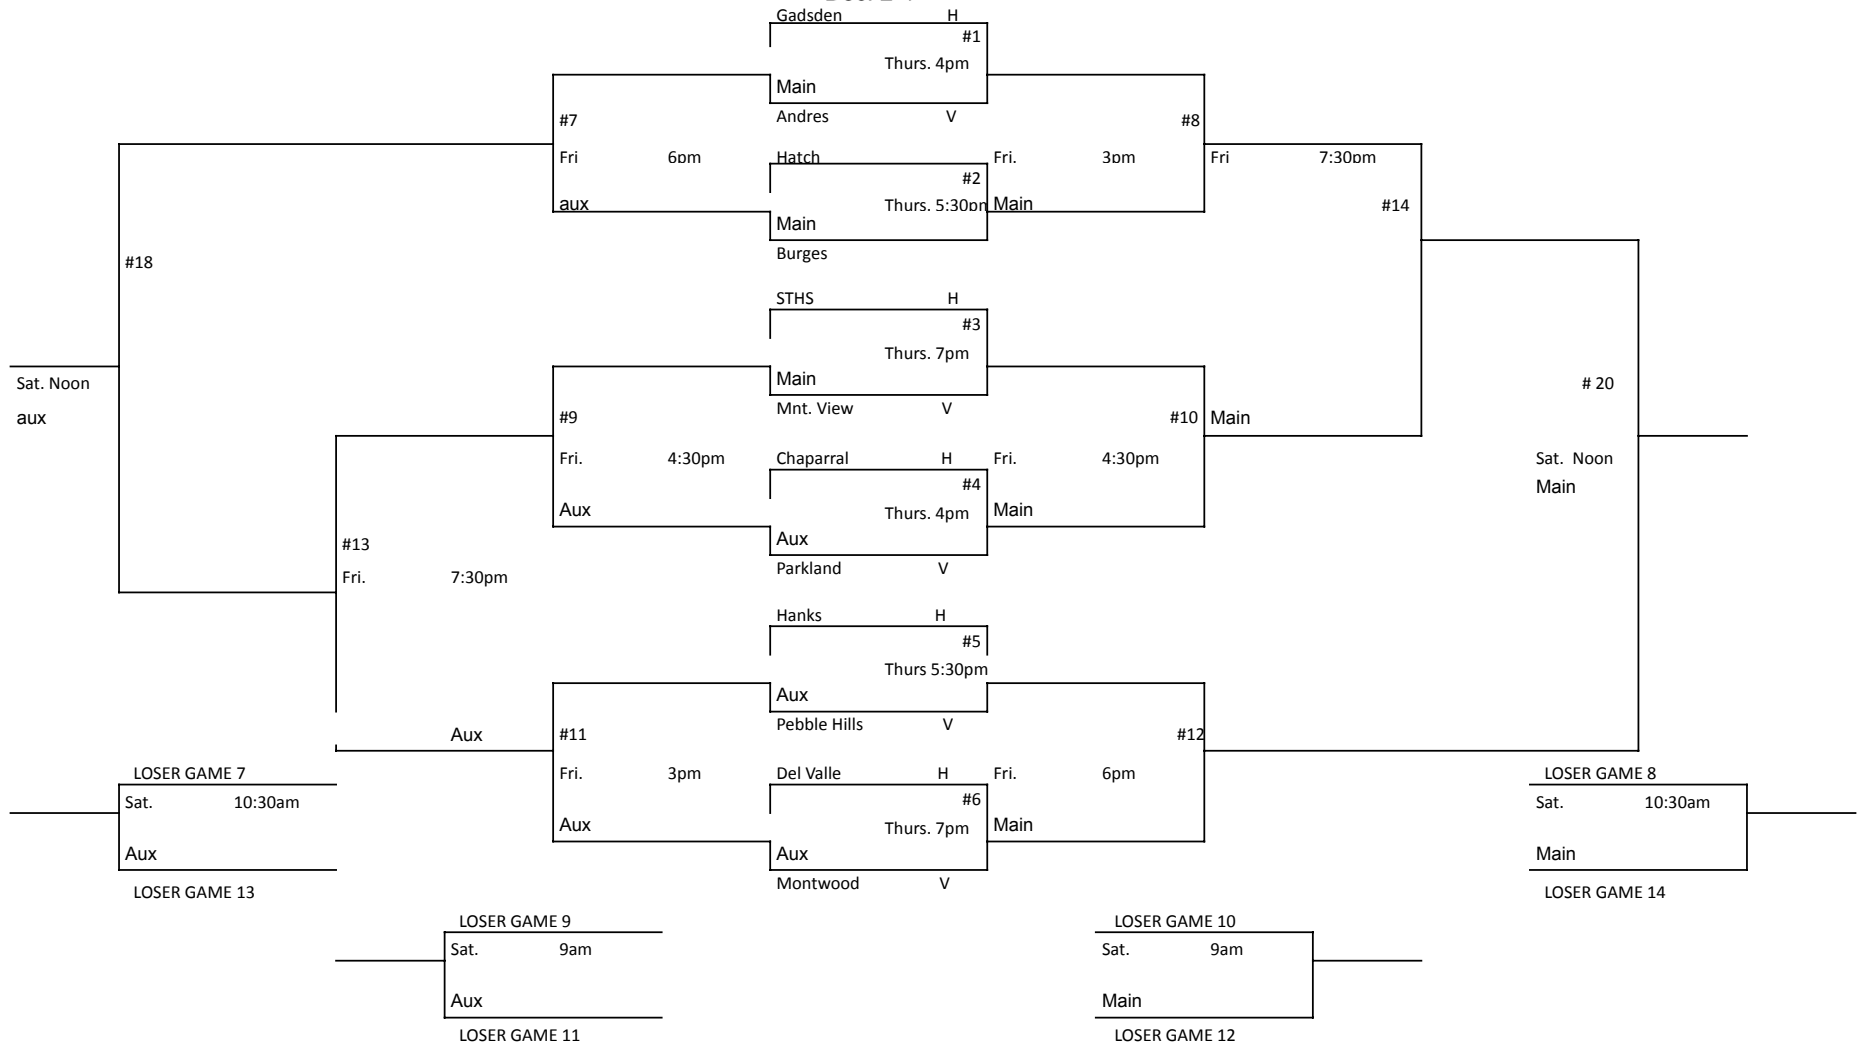 Gadsden H
#1
Thurs. 4pm
Main
Andres V
#7 #8
Fri 6pm Hatch Fri. 3pm Fri 7:30pm
#2
aux Thurs. 5:30pm Main #14
Main
Burges
#18
STHS H
#3
Thurs. 7pm
Main
Sat. Noon # 20
Mnt. View V
aux #9 #10 Main
Fri. 4:30pm Chaparral H Fri. 4:30pm Sat. Noon
#4 Main
Aux Thurs. 4pm Main
Aux
#13
Parkland V
Fri. 7:30pm
Hanks H
#5
Thurs 5:30pm
Aux
Pebble Hills V
Aux #11 #12
LOSER GAME 7 Fri. 3pm Del Valle H Fri. 6pm LOSER GAME 8
Sat. 10:30am #6 Sat. 10:30am
Aux Thurs. 7pm Main
Aux Aux Main
LOSER GAME 13 Montwood V LOSER GAME 14
LOSER GAME 9 LOSER GAME 10
Sat. 9am Sat. 9am
Aux Main
LOSER GAME 11 LOSER GAME 12